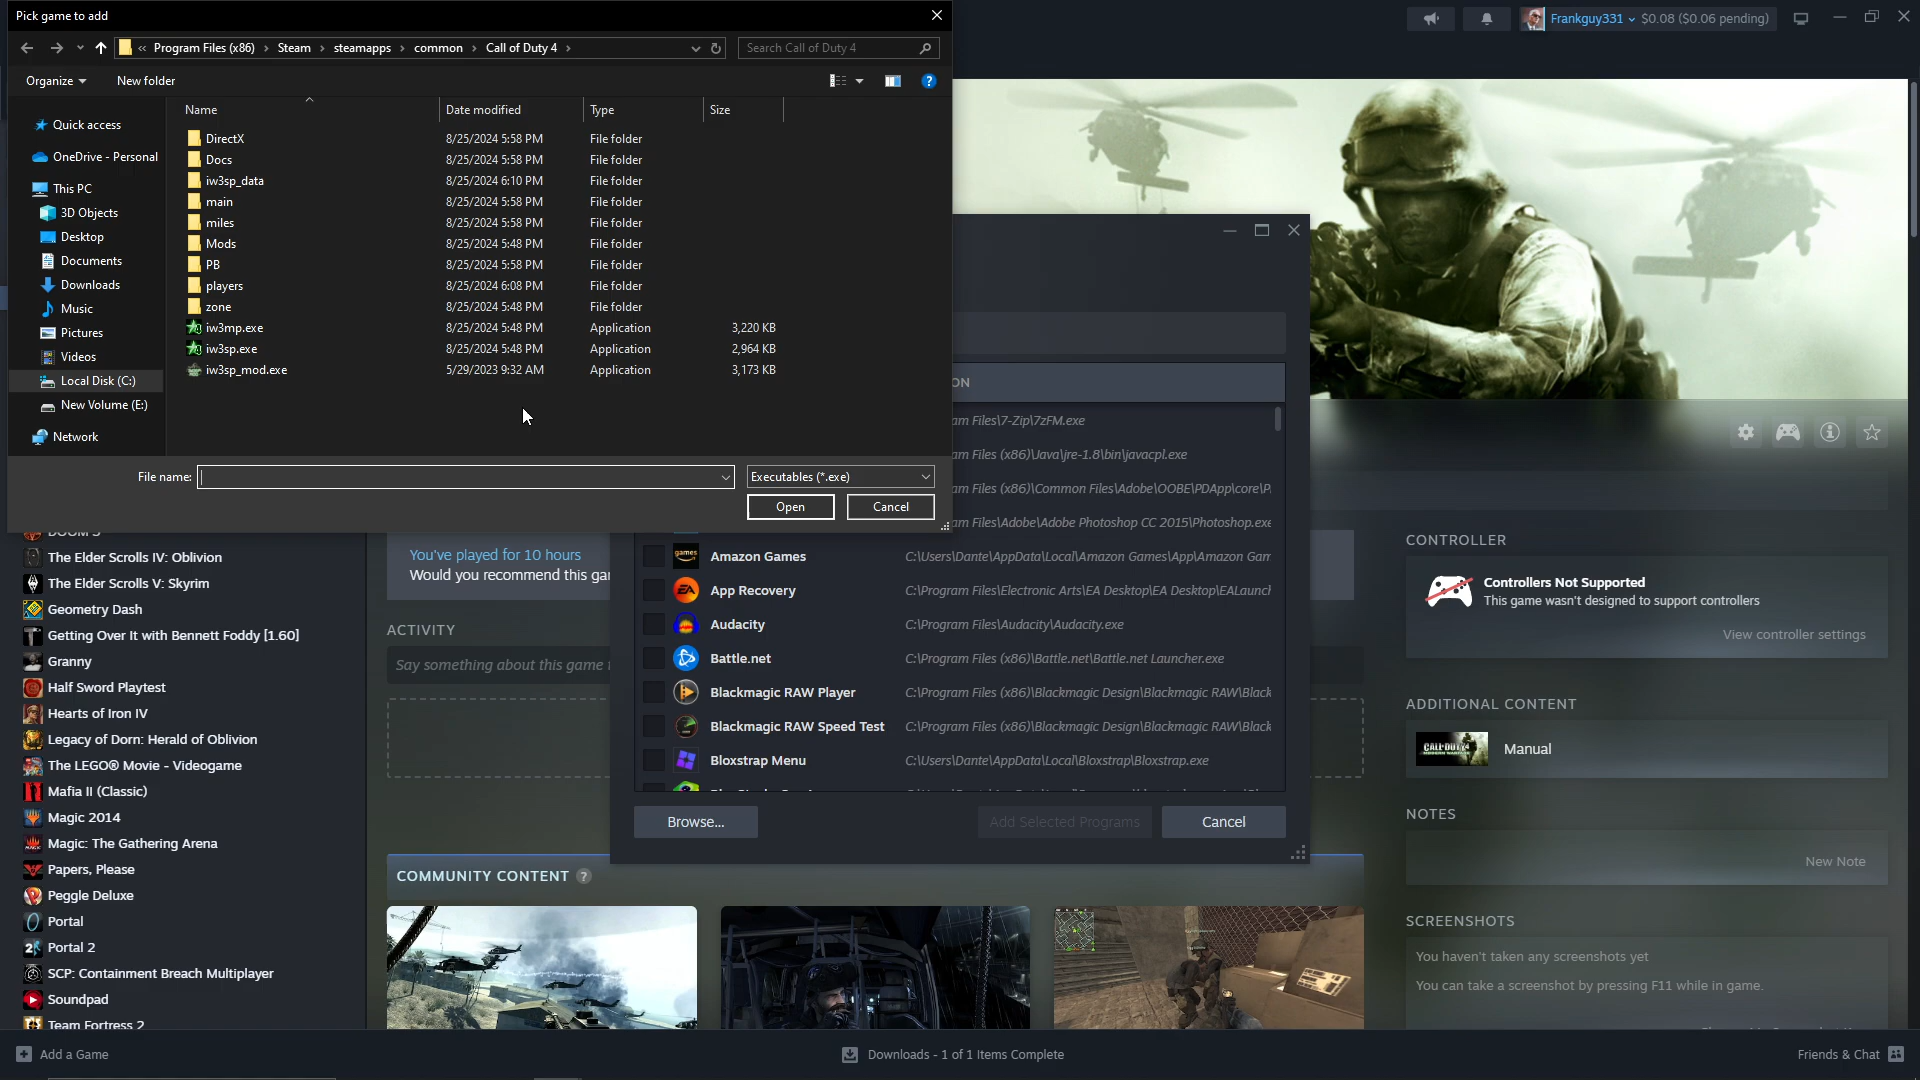 Pick game to add
« Program Files (x86) › Steam › steamapps › common › Call of Duty 4 ›
Search Call of Duty 4
Organize
New folder
Name
Date modified
Type
Size
Quick access
OneDrive - Personal
This PC
3D Objects
Desktop
Documents
Downloads
Music
Pictures
Videos
Local Disk (C:)
New Volume (E:)
Network
DirectX 8/25/2024 5:58 PM File folder
Docs 8/25/2024 5:58 PM File folder
iw3sp_data 8/25/2024 6:10 PM File folder
main 8/25/2024 5:58 PM File folder
miles 8/25/2024 5:58 PM File folder
Mods 8/25/2024 5:48 PM File folder
PB 8/25/2024 5:58 PM File folder
players 8/25/2024 6:08 PM File folder
zone 8/25/2024 5:48 PM File folder
iw3mp.exe 8/25/2024 5:48 PM Application 3,220 KB
iw3sp.exe 8/25/2024 5:48 PM Application 2,964 KB
iw3sp_mod.exe 5/29/2023 9:32 AM Application 3,173 KB
File name:
Executables (*.exe)
Open
Cancel
Frankguy331 $0.08 ($0.06 pending)
ON
am Files\7-Zip\7zFM.exe
am Files (x86)\Java\jre-1.8\bin\javacpl.exe
am Files (x86)\Common Files\Adobe\OOBE\PDApp\core\P
am Files\Adobe\Adobe Photoshop CC 2015\Photoshop.exe
Amazon Games C:\Users\Dante\AppData\Local\Amazon Games\App\Amazon Gam
App Recovery C:\Program Files\Electronic Arts\EA Desktop\EA Desktop\EALaunch
Audacity C:\Program Files\Audacity\Audacity.exe
Battle.net C:\Program Files (x86)\Battle.net\Battle.net Launcher.exe
Blackmagic RAW Player C:\Program Files (x86)\Blackmagic Design\Blackmagic RAW\Black
Blackmagic RAW Speed Test C:\Program Files (x86)\Blackmagic Design\Blackmagic RAW\Black
Bloxstrap Menu C:\Users\Dante\AppData\Local\Bloxstrap\Bloxstrap.exe
Browse...
Add Selected Programs
Cancel
DOOM 3
The Elder Scrolls IV: Oblivion
The Elder Scrolls V: Skyrim
Geometry Dash
Getting Over It with Bennett Foddy [1.60]
Granny
Half Sword Playtest
Hearts of Iron IV
Legacy of Dorn: Herald of Oblivion
The LEGO® Movie - Videogame
Mafia II (Classic)
Magic 2014
Magic: The Gathering Arena
Papers, Please
Peggle Deluxe
Portal
Portal 2
SCP: Containment Breach Multiplayer
Soundpad
Team Fortress 2
You've played for 10 hours
Would you recommend this gar
ACTIVITY
Say something about this game
COMMUNITY CONTENT ?
CONTROLLER
Controllers Not Supported
This game wasn't designed to support controllers
View controller settings
ADDITIONAL CONTENT
CALL OF DUTY 4
Manual
NOTES
New Note
SCREENSHOTS
You haven't taken any screenshots yet
You can take a screenshot by pressing F11 while in game.
Add a Game
Downloads - 1 of 1 Items Complete
Friends & Chat